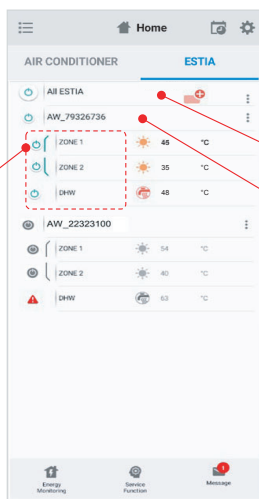 Home
AIR CONDITIONER ESTIA
All ESTIA
AW_79326736
ZONE 1 45 °C
ZONE 2 35 °C
DHW 48 °C
AW_22323100
ZONE 1 54 °C
ZONE 2 40 °C
DHW 63 °C
Energy Monitoring Service Function Message 1